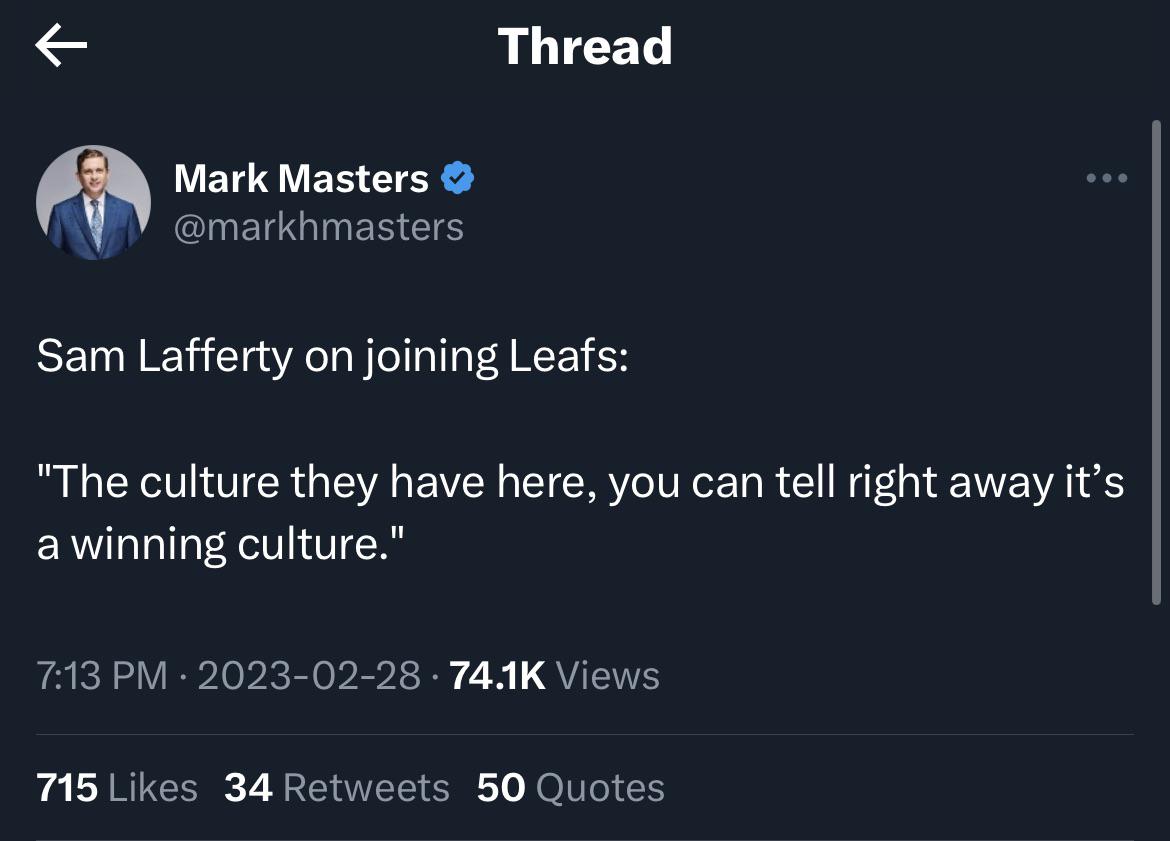 Thread
Mark Masters
@markhmasters
Sam Lafferty on joining Leafs:
"The culture they have here, you can tell right away it’s
a winning culture."
7:13 PM · 2023-02-28 · 74.1K Views
715 Likes 34 Retweets 50 Quotes